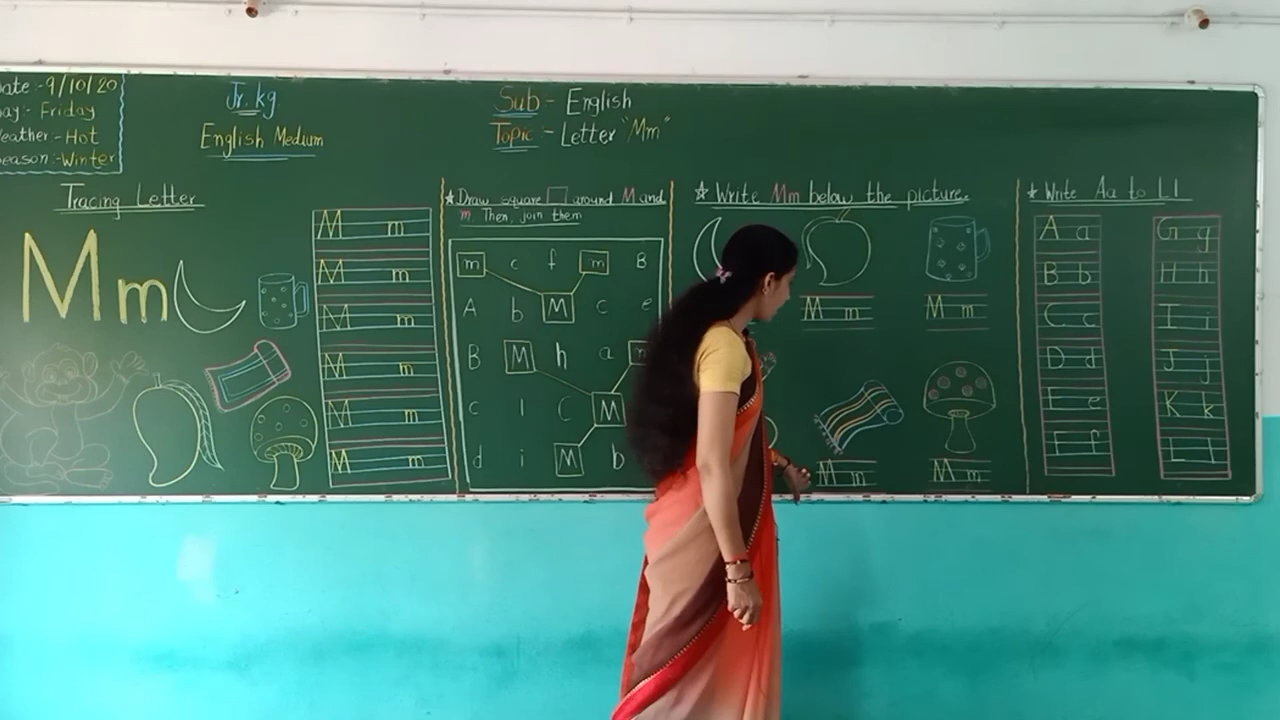 ate :- 9/10/20
ay:- Friday
eather:- Hot
eason:- Winter
Jr. kg
English Medium
Sub - English
Topic :- Letter "Mm"
Tracing Letter
M m
M m
M m
M m
M m
M m
M m
★ Draw square □ around M and
m. Then, join them
m c f m B
A b M c e
B M h a
c l C M
d i M b
☆ Write Mm below the picture.
M m
M m
M m
M m
★ Write Aa to Ll
A a
B b
C c
D d
E e
F f
G g
H h
I i
J j
K k
L l